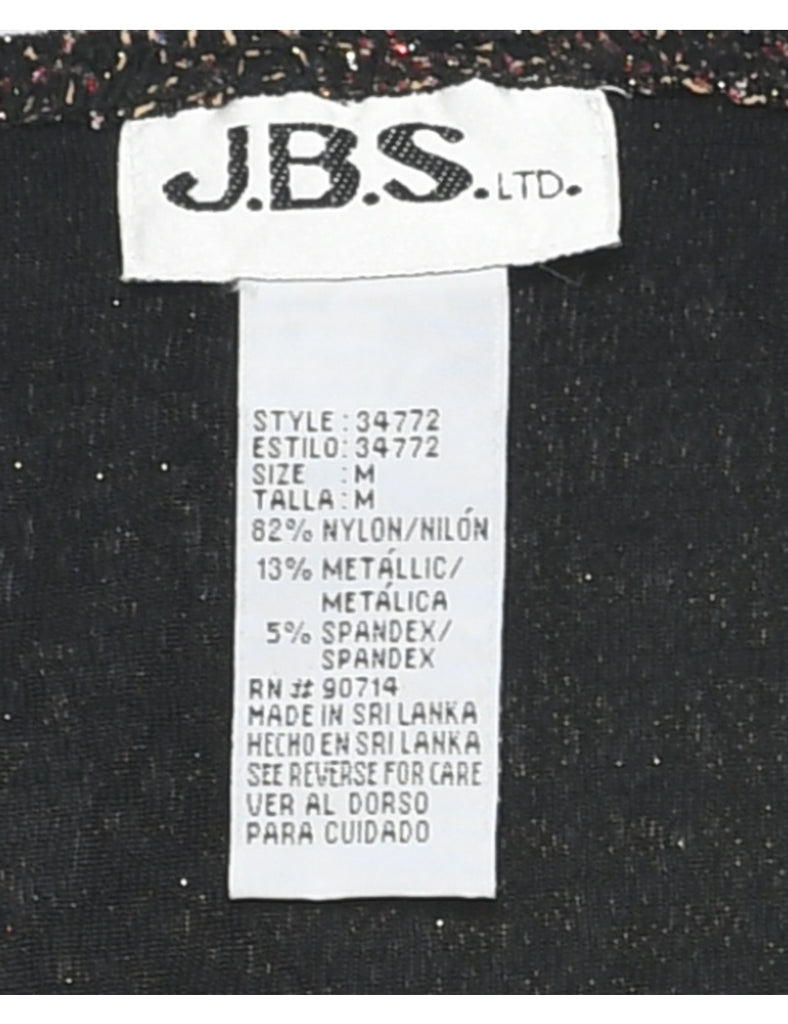 J.B.S. LTD.
STYLE : 34772
ESTILO: 34772
SIZE : M
TALLA : M
82% NYLON/NILÓN
13% METÁLLIC/
METÁLICA
5% SPANDEX/
SPANDEX
RN # 90714
MADE IN SRI LANKA
HECHO EN SRI LANKA
SEE REVERSE FOR CARE
VER AL DORSO
PARA CUIDADO